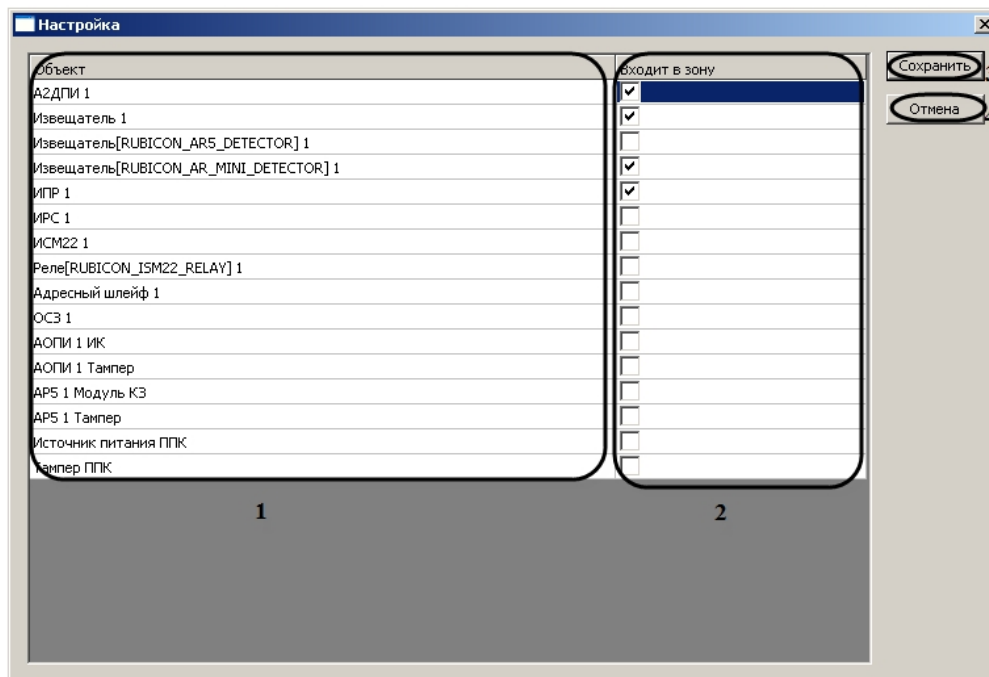 Настройка
Объект Входит в зону Сохранить
А2ДПИ 1 Отмена
Извещатель 1
Извещатель[RUBICON_AR5_DETECTOR] 1
Извещатель[RUBICON_AR_MINI_DETECTOR] 1
ИПР 1
ИРС 1
ИСМ22 1
Реле[RUBICON_ISM22_RELAY] 1
Адресный шлейф 1
ОСЗ 1
АОПИ 1 ИК
АОПИ 1 Тампер
АР5 1 Модуль КЗ
АР5 1 Тампер
Источник питания ППК
Тампер ППК
1 2